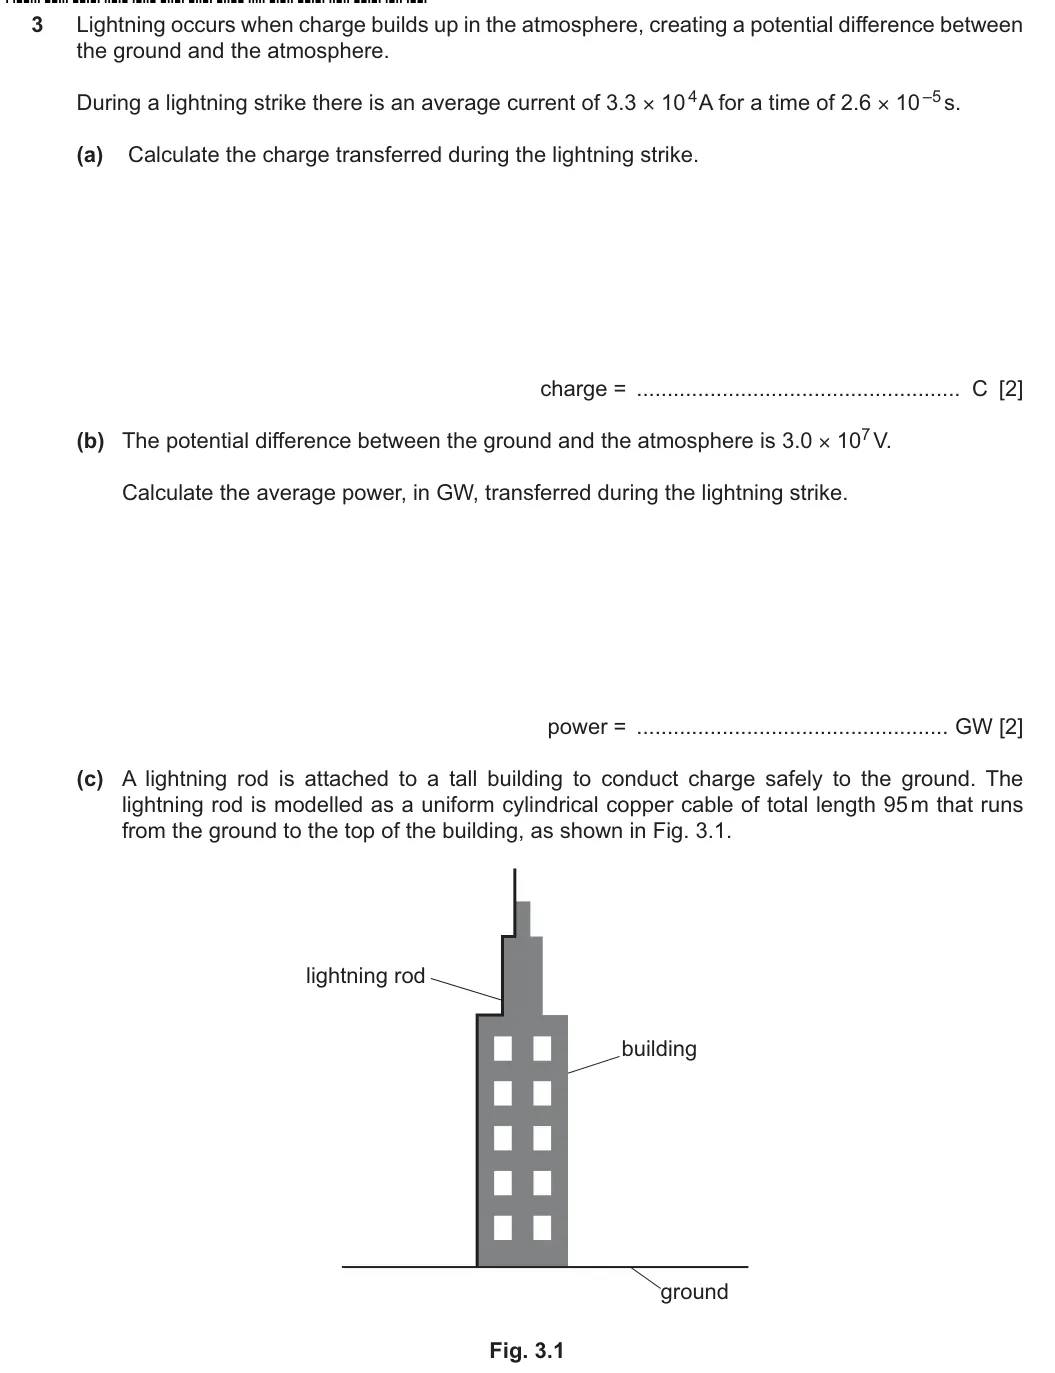 3 Lightning occurs when charge builds up in the atmosphere, creating a potential difference between
the ground and the atmosphere.
During a lightning strike there is an average current of 3.3 × 10⁴A for a time of 2.6 × 10⁻⁵s.
(a) Calculate the charge transferred during the lightning strike.
charge = ..................................................... C [2]
(b) The potential difference between the ground and the atmosphere is 3.0 × 10⁷V.
Calculate the average power, in GW, transferred during the lightning strike.
power = ................................................... GW [2]
(c) A lightning rod is attached to a tall building to conduct charge safely to the ground. The
lightning rod is modelled as a uniform cylindrical copper cable of total length 95m that runs
from the ground to the top of the building, as shown in Fig. 3.1.
lightning rod
building
ground
Fig. 3.1